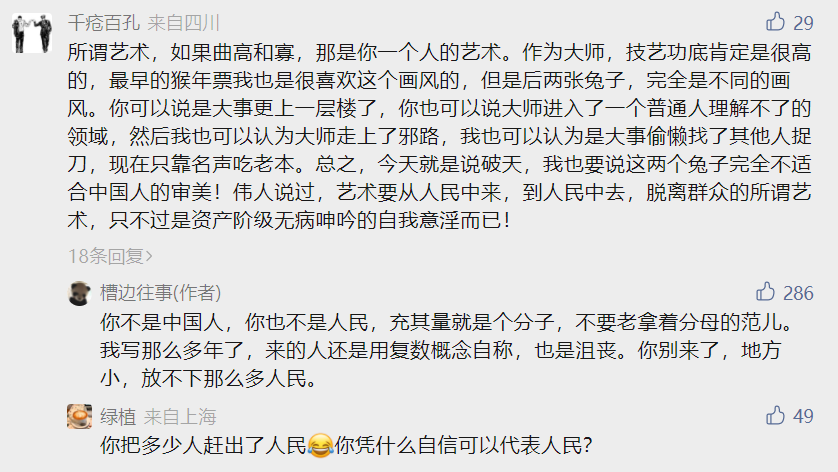 千疮百孔 来自四川 29
所谓艺术，如果曲高和寡，那是你一个人的艺术。作为大师，技艺功底肯定是很高
的，最早的猴年票我也是很喜欢这个画风的，但是后两张兔子，完全是不同的画
风。你可以说是大事更上一层楼了，你也可以说大师进入了一个普通人理解不了的
领域，然后我也可以认为大师走上了邪路，我也可以认为是大事偷懒找了其他人捉
刀，现在只靠名声吃老本。总之，今天就是说破天，我也要说这两个兔子完全不适
合中国人的审美！伟人说过，艺术要从人民中来，到人民中去，脱离群众的所谓艺
术，只不过是资产阶级无病呻吟的自我意淫而已！
18条回复>
槽边往事(作者) 286
你不是中国人，你也不是人民，充其量就是个分子，不要老拿着分母的范儿。
我写那么多年了，来的人还是用复数概念自称，也是沮丧。你别来了，地方
小，放不下那么多人民。
绿植 来自上海 49
你把多少人赶出了人民😂你凭什么自信可以代表人民？